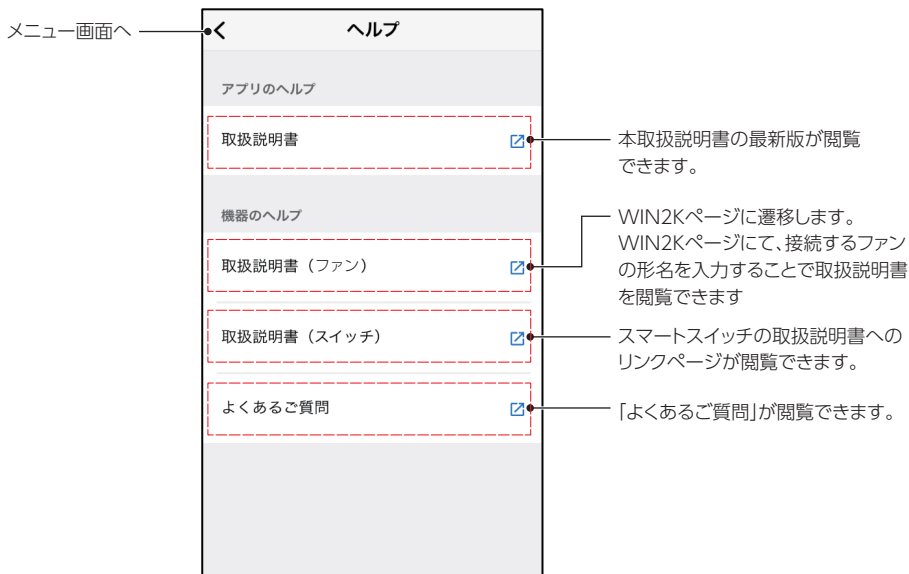 メニュー画面へ
ヘルプ
アプリのヘルプ
取扱説明書
本取扱説明書の最新版が閲覧
できます。
機器のヘルプ
取扱説明書（ファン）
WIN2Kページに遷移します。
WIN2Kページにて、接続するファン
の形名を入力することで取扱説明書
を閲覧できます
取扱説明書（スイッチ）
スマートスイッチの取扱説明書への
リンクページが閲覧できます。
よくあるご質問
「よくあるご質問」が閲覧できます。